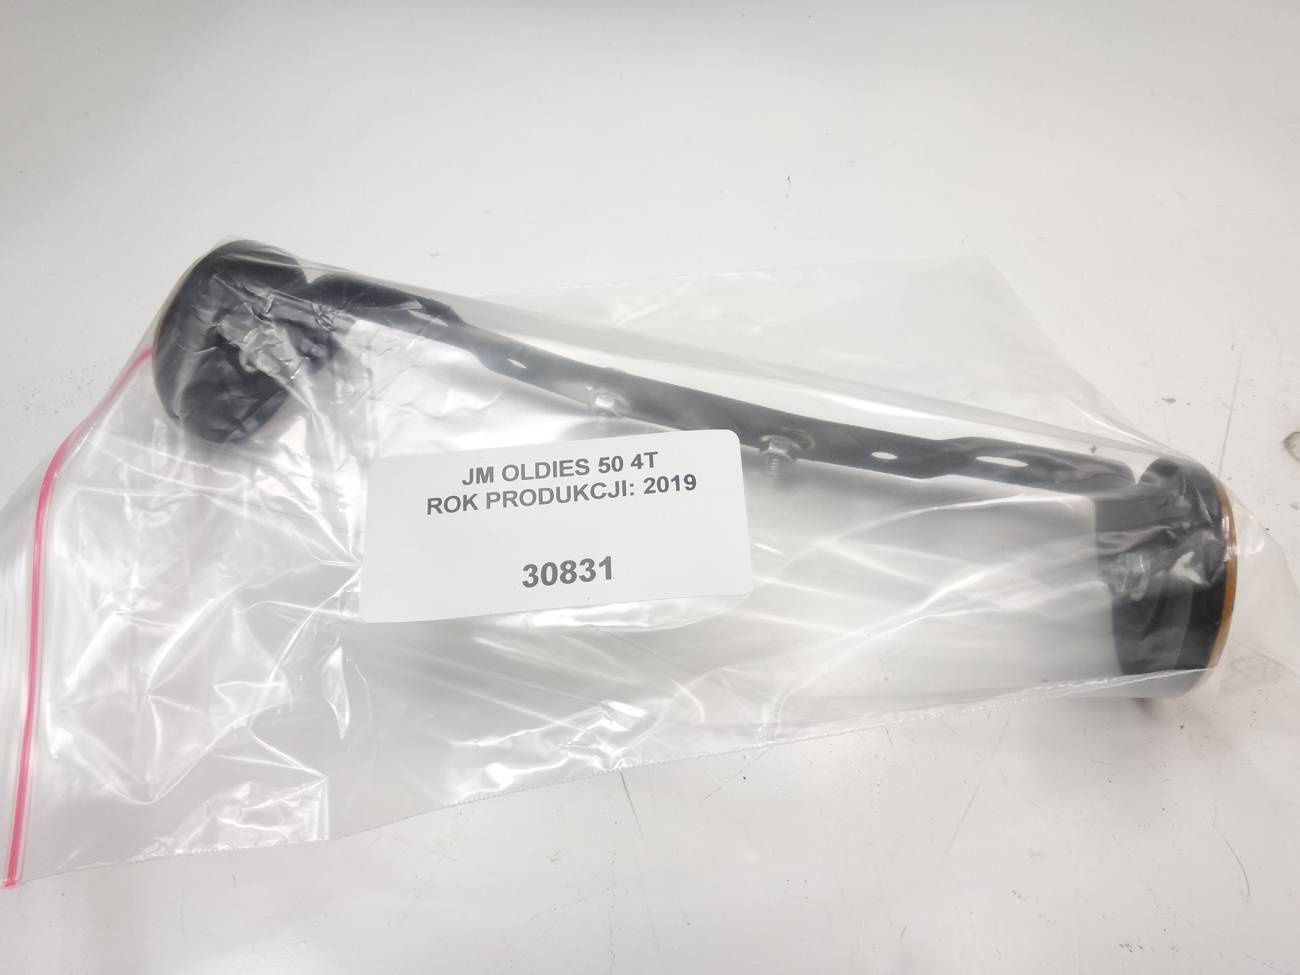 JM OLDIES 50 4T
ROK PRODUKCJI: 2019
30831